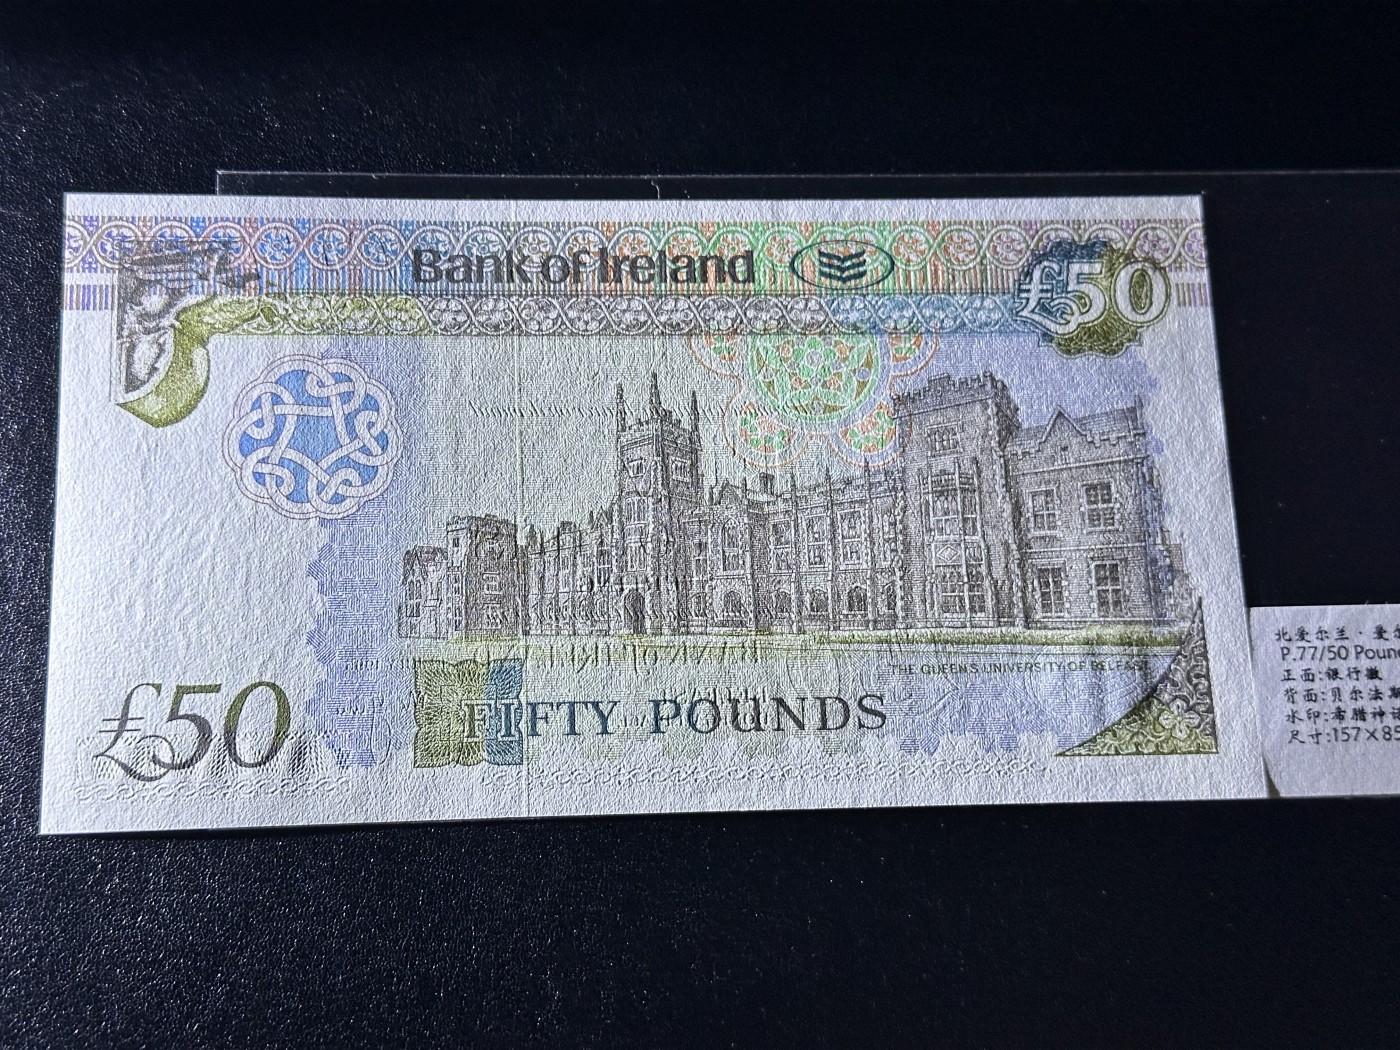 Bank of Ireland
£50
THE QUEEN'S UNIVERSITY OF BELFAST
£50
FIFTY POUNDS
北爱尔兰·爱尔
P.77/50 Pound
正面:银行徽
背面:贝尔法
水印:希腊神
尺寸:157×85